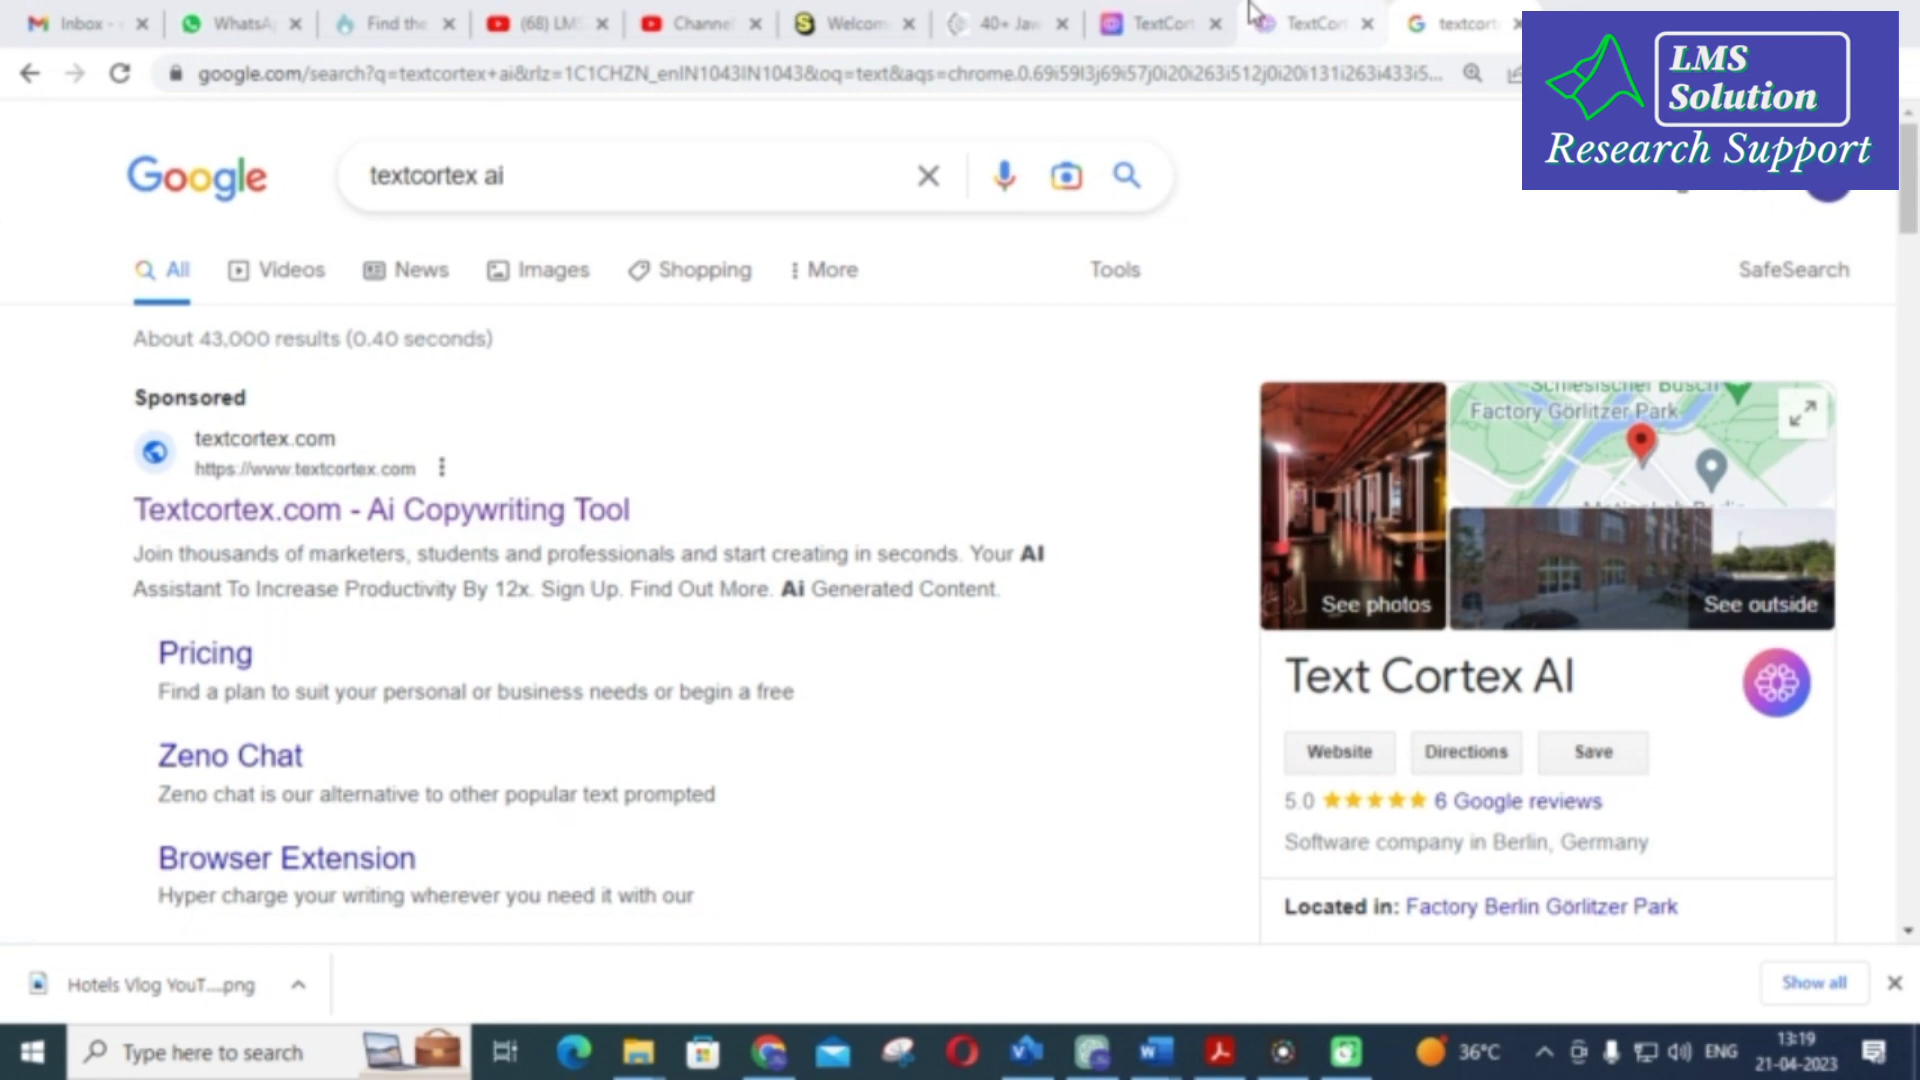 Inbox -
WhatsA
Find the
(68) LMS
Channel
Welcom
40+ Jaw
TextCort
TextCort
textcort
google.com/search?q=textcortex+ai&rlz=1C1CHZN_enIN1043IN1043&oq=text&aqs=chrome.0.69i59l3j69i57j0i20i263i512j0i20i131i263i433i5...
LMS
Solution
Research Support
Google
textcortex ai
All
Videos
News
Images
Shopping
More
Tools
SafeSearch
About 43,000 results (0.40 seconds)
Sponsored
textcortex.com
https://www.textcortex.com
Textcortex.com - Ai Copywriting Tool
Join thousands of marketers, students and professionals and start creating in seconds. Your AI
Assistant To Increase Productivity By 12x. Sign Up. Find Out More. Ai Generated Content.
Pricing
Find a plan to suit your personal or business needs or begin a free
Zeno Chat
Zeno chat is our alternative to other popular text prompted
Browser Extension
Hyper charge your writing wherever you need it with our
Schlesischer Busch
Factory Görlitzer Park
See photos
See outside
Text Cortex AI
Website
Directions
Save
5.0
6 Google reviews
Software company in Berlin, Germany
Located in: Factory Berlin Görlitzer Park
Hotels Vlog YouT....png
Show all
Type here to search
36°C
ENG
13:19
21-04-2023